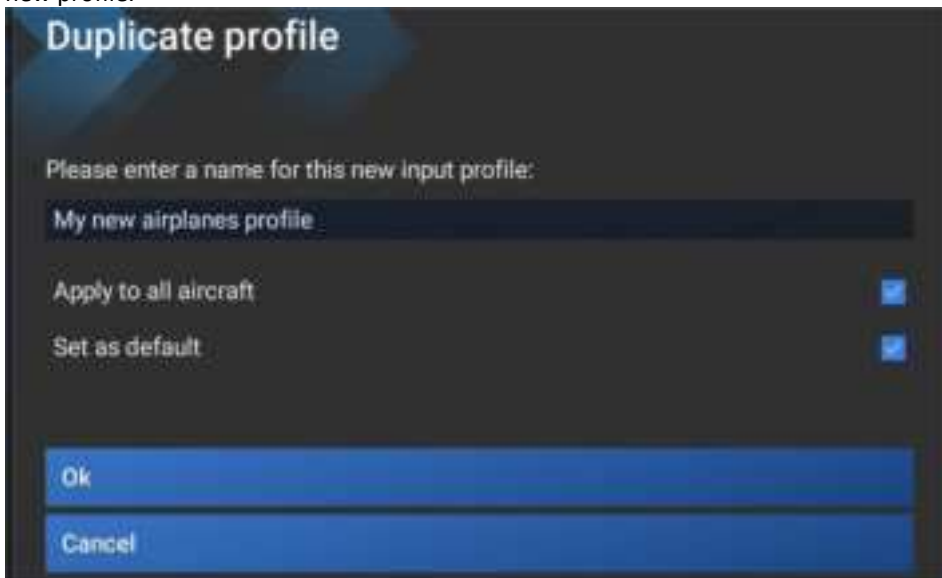 Duplicate profile
Please enter a name for this new input profile:
My new airplanes profile
Apply to all aircraft
Set as default
Ok
Cancel